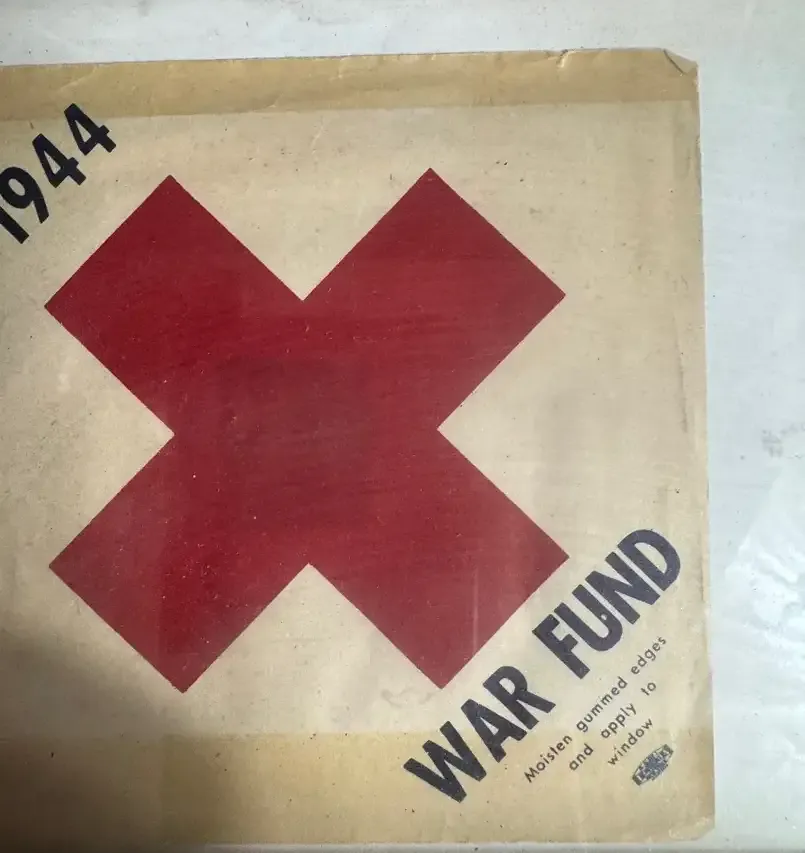 1944
WAR FUND
Moisten gummed edges
and apply to
window